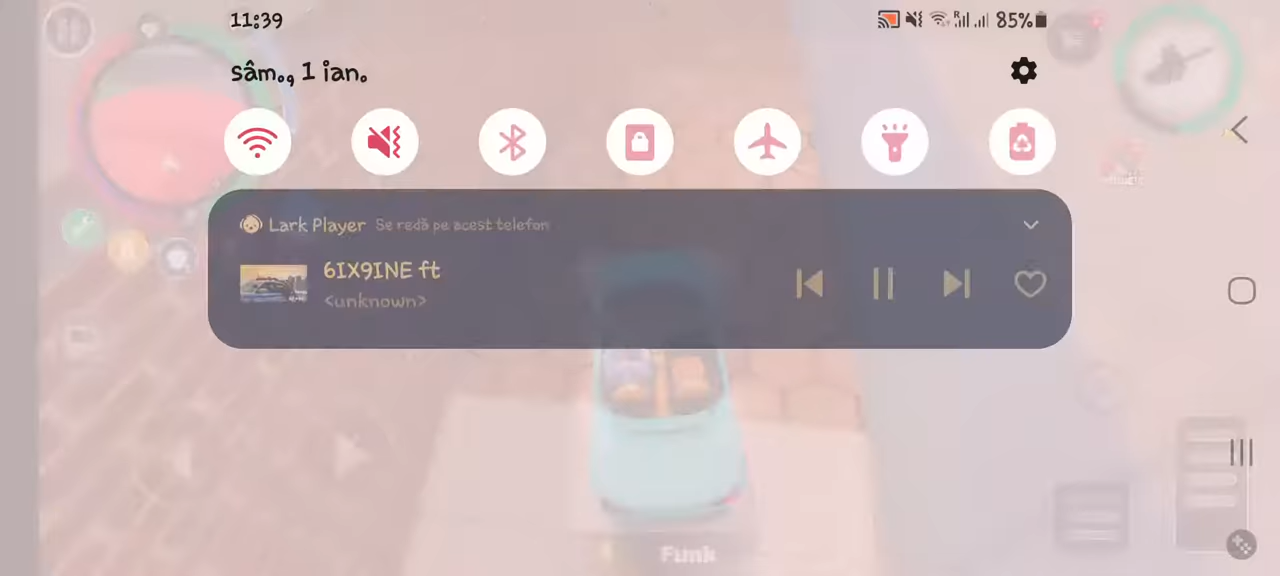 11:39
R
85%
sâm., 1 ian.
Lark Player Se redă pe acest telefon
6IX9INE ft
<unknown>
Funk